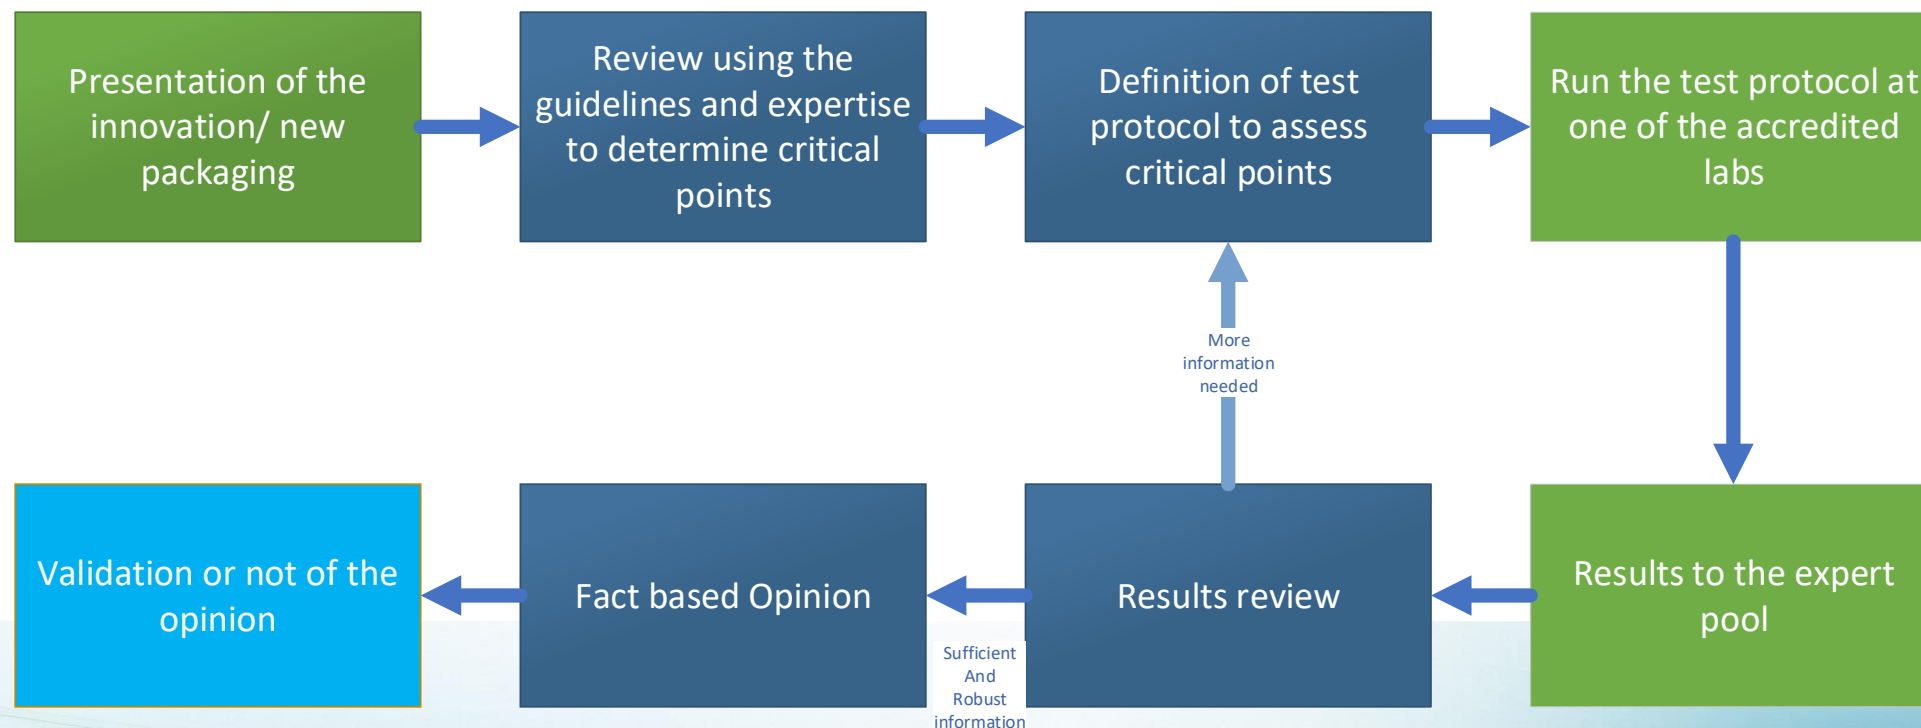 Presentation of the
innovation/ new
packaging
Review using the
guidelines and expertise
to determine critical
points
Definition of test
protocol to assess
critical points
Run the test protocol at
one of the accredited
labs
More
information
needed
Validation or not of the
opinion
Fact based Opinion
Results review
Results to the expert
pool
Sufficient
And
Robust
information